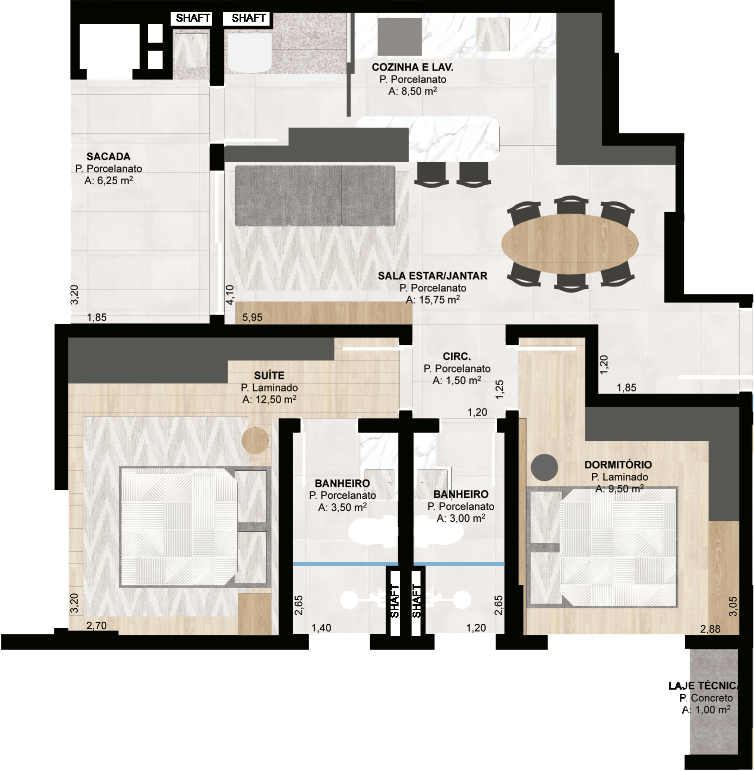 SHAFT
SHAFT
COZINHA E LAV.
P. Porcelanato
A: 8,50 m²
SACADA
P. Porcelanato
A: 6,25 m²
SALA ESTAR/JANTAR
P. Porcelanato
A: 15,75 m²
3,20
1,85
4,10
5,95
CIRC.
P. Porcelanato
A: 1,50 m²
1,25
1,20
1,20
1,85
SUÍTE
P. Laminado
A: 12,50 m²
BANHEIRO
P. Porcelanato
A: 3,50 m²
BANHEIRO
P. Porcelanato
A: 3,00 m²
DORMITÓRIO
P. Laminado
A: 9,50 m²
3,20
2,70
2,65
1,40
SHAFT
SHAFT
2,65
1,20
3,05
2,88
LAJE TÉCNICA
P. Concreto
A: 1,00 m²